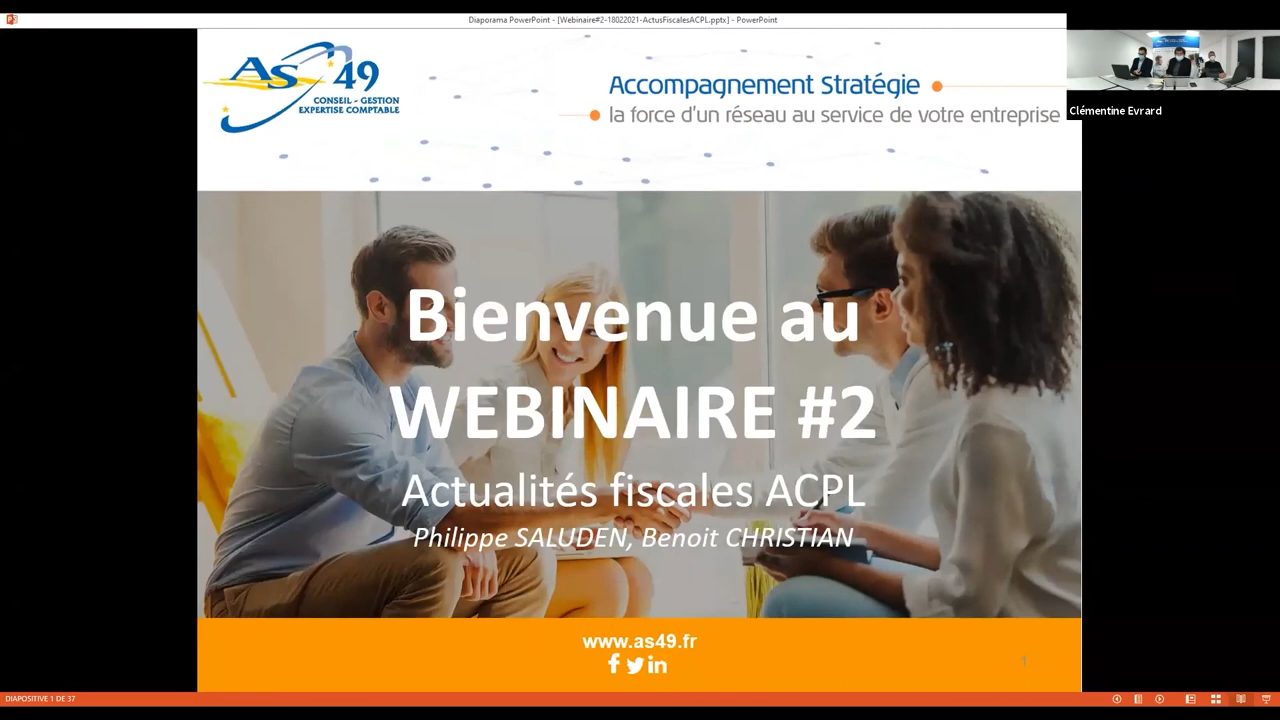 Diaporama PowerPoint - [Webinaire#2-18022021-ActusFiscalesACPL.pptx] - PowerPoint
AS 49
CONSEIL - GESTION
EXPERTISE COMPTABLE
Accompagnement Stratégie
la force d'un réseau au service de votre entreprise
Clémentine Evrard
Bienvenue au
WEBINAIRE #2
Actualités fiscales ACPL
Philippe SALUDEN, Benoit CHRISTIAN
www.as49.fr
1
DIAPOSITIVE 1 DE 37